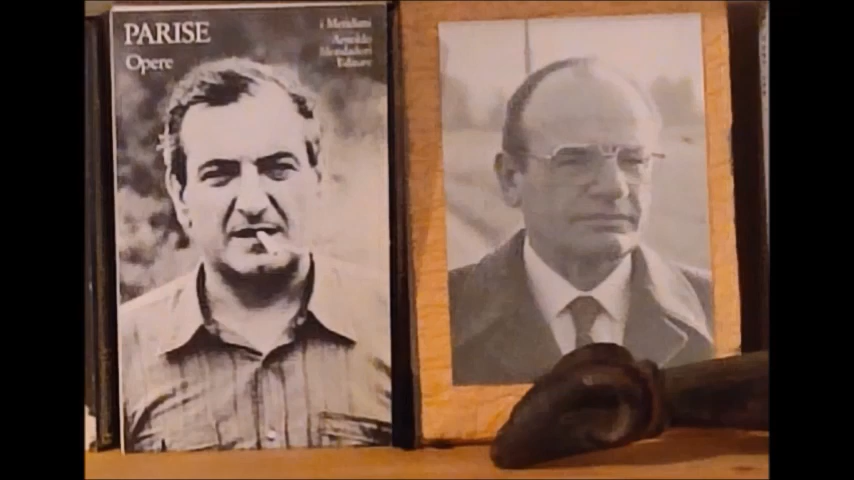 PARISE
Opere
i Meridiani
Arnoldo
Mondadori
Editore